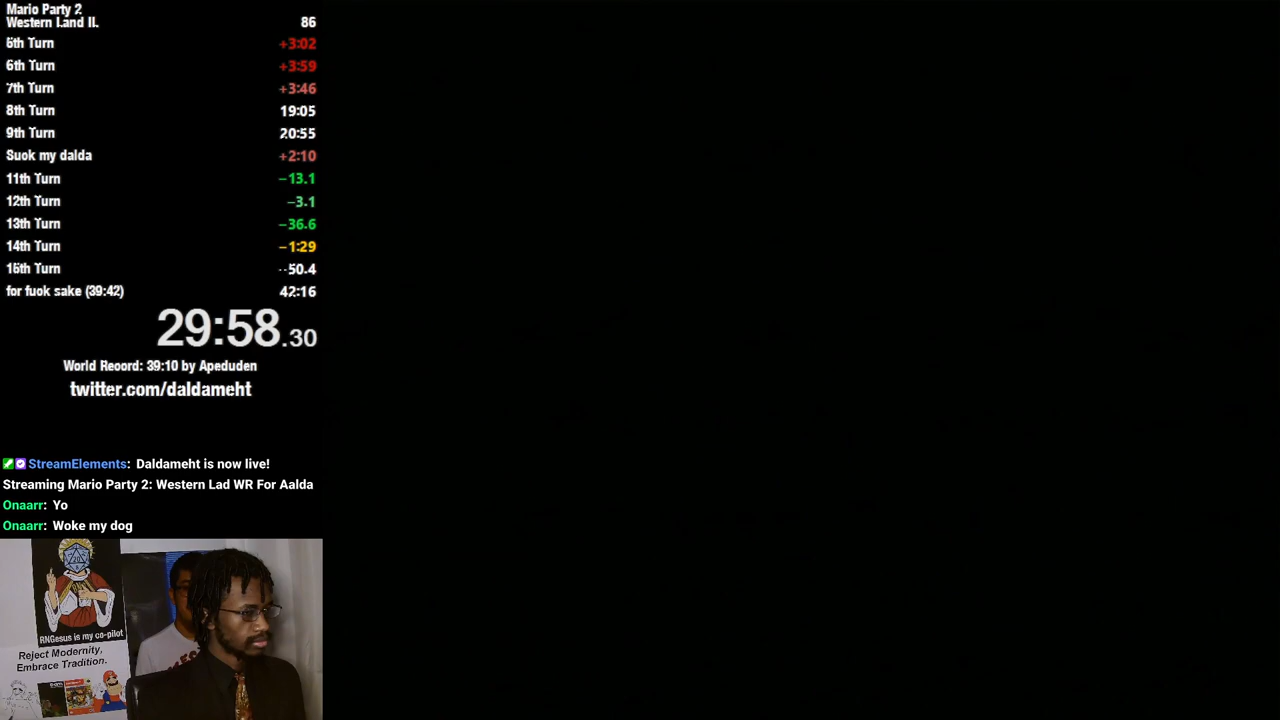 Mario Party 2
Western Land II. 86
5th Turn +3:02
6th Turn +3:59
7th Turn +3:46
8th Turn 19:05
9th Turn 20:55
Suok my dalda +2:10
11th Turn −13.1
12th Turn −3.1
13th Turn −36.6
14th Turn −1:29
15th Turn -50.4
for fuok sake (39:42) 42:16
29:58.30
World Reoord: 39:10 by Apeduden
twitter.com/daldameht
StreamElements: Daldameht is now live!
Streaming Mario Party 2: Western Lad WR For Aalda
Onaarr: Yo
Onaarr: Woke my dog
RNGesus is my co-pilot
Reject Modernity,
Embrace Tradition.